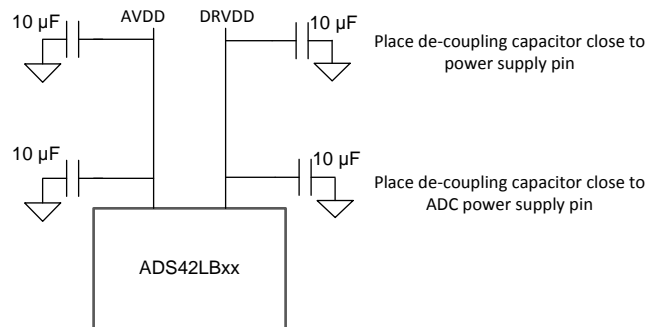 10 µF AVDD DRVDD 10 µF
Place de-coupling capacitor close to
power supply pin
10 µF 10 µF
Place de-coupling capacitor close to
ADC power supply pin
ADS42LBxx